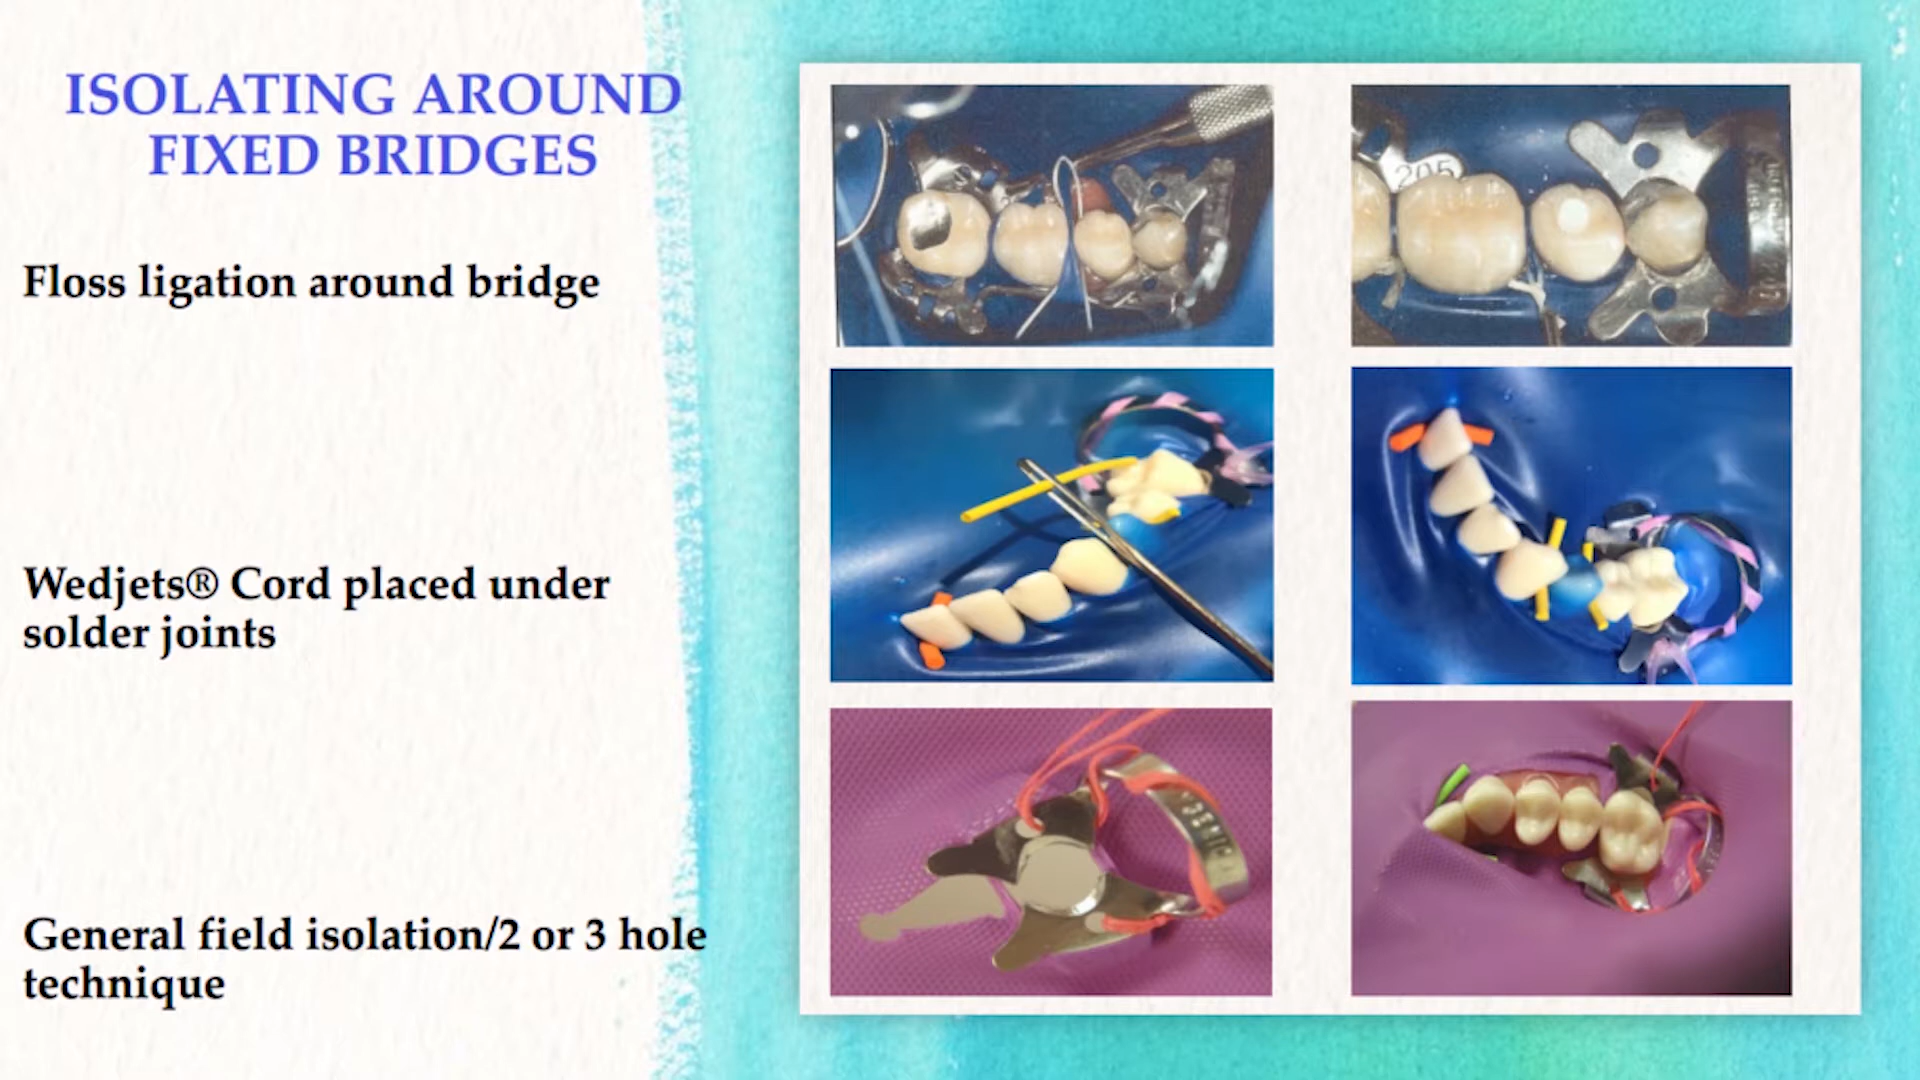 ISOLATING AROUND
FIXED BRIDGES
Floss ligation around bridge
Wedjets® Cord placed under
solder joints
General field isolation/2 or 3 hole
technique
205